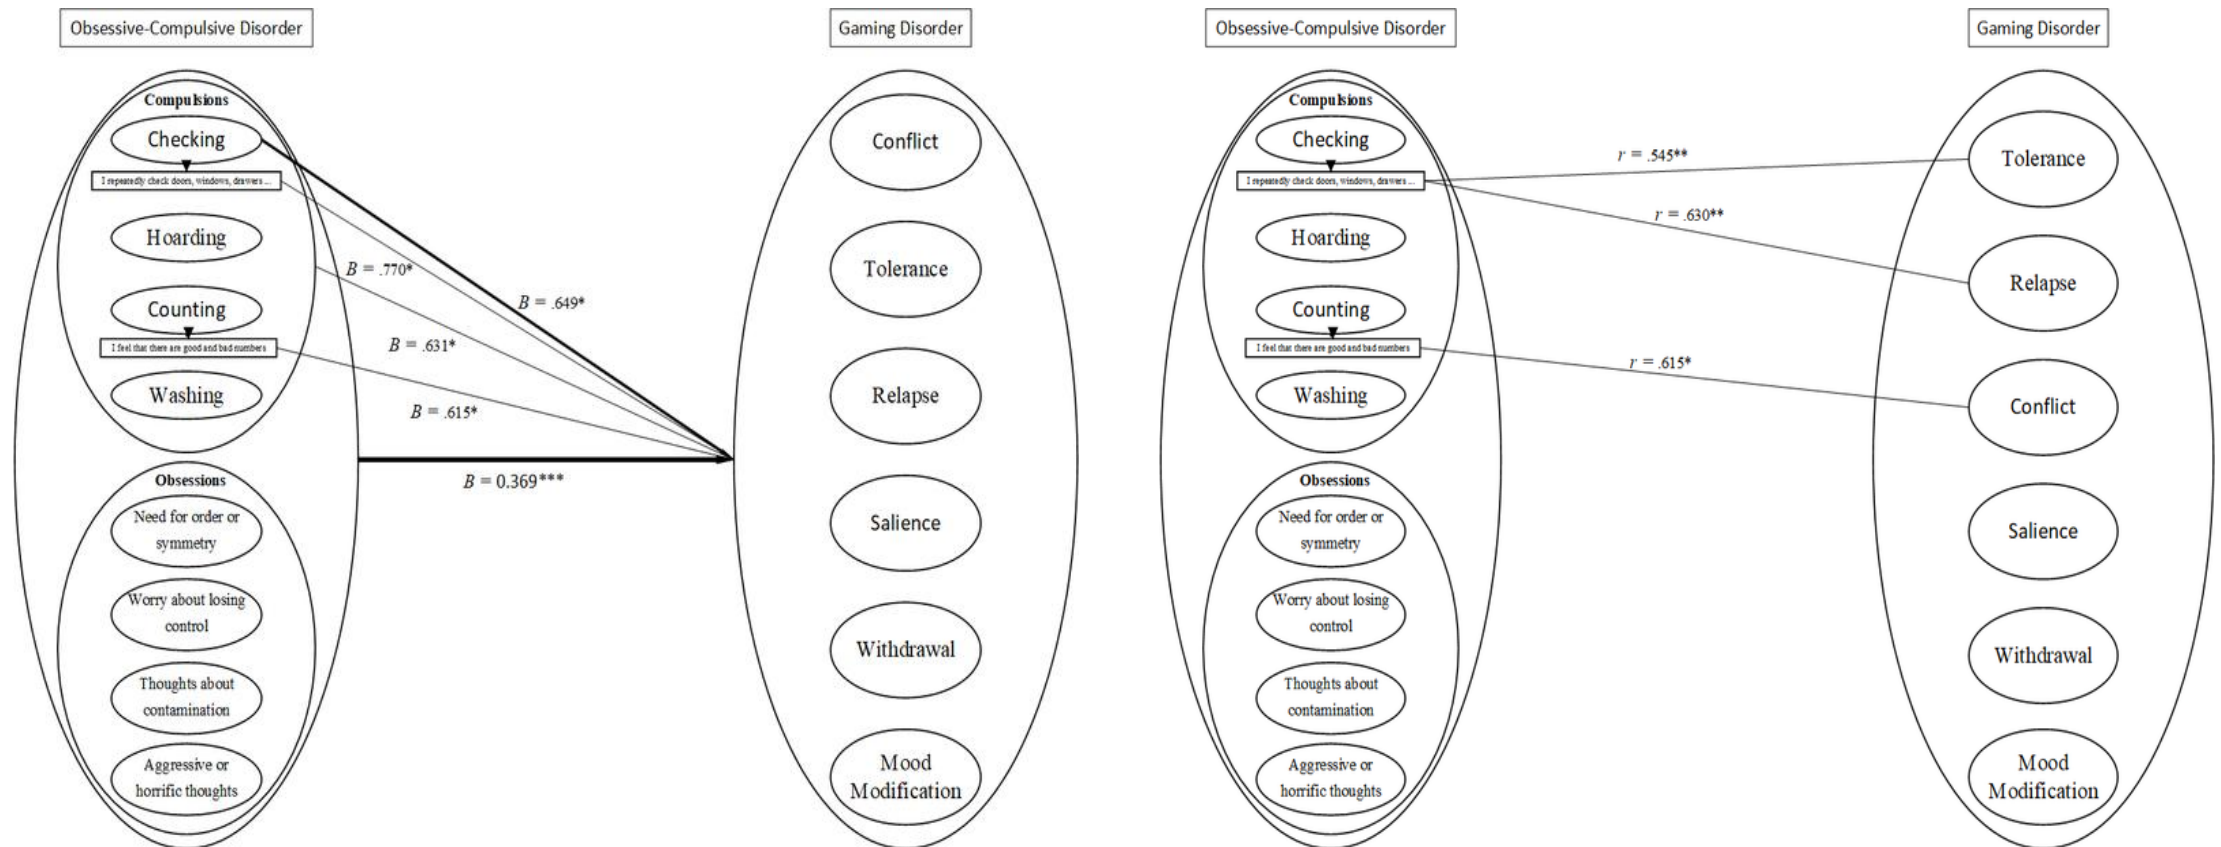 Obsessive-Compulsive Disorder
Compulsions
Checking
I repeatedly check doors, windows, drawers ...
Hoarding
Counting
I feel that there are good and bad numbers
Washing
Obsessions
Need for order or
symmetry
Worry about losing
control
Thoughts about
contamination
Aggressive or
horrific thoughts
B = .770*
B = .649*
B = .631*
B = .615*
B = 0.369***
Gaming Disorder
Conflict
Tolerance
Relapse
Salience
Withdrawal
Mood
Modification
Obsessive-Compulsive Disorder
Compulsions
Checking
I repeatedly check doors, windows, drawers ...
Hoarding
Counting
I feel that there are good and bad numbers
Washing
Obsessions
Need for order or
symmetry
Worry about losing
control
Thoughts about
contamination
Aggressive or
horrific thoughts
r = .545**
r = .630**
r = .615*
Gaming Disorder
Tolerance
Relapse
Conflict
Salience
Withdrawal
Mood
Modification